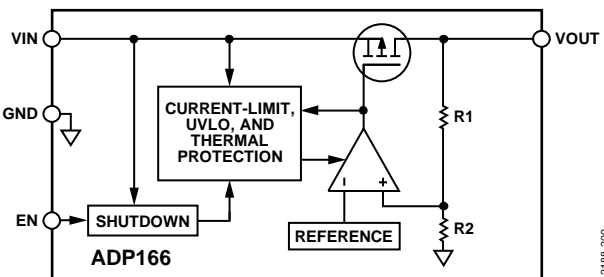 VIN
VOUT
GND
CURRENT-LIMIT,
UVLO, AND
THERMAL
PROTECTION
R1
–
+
EN
SHUTDOWN
REFERENCE
R2
ADP166